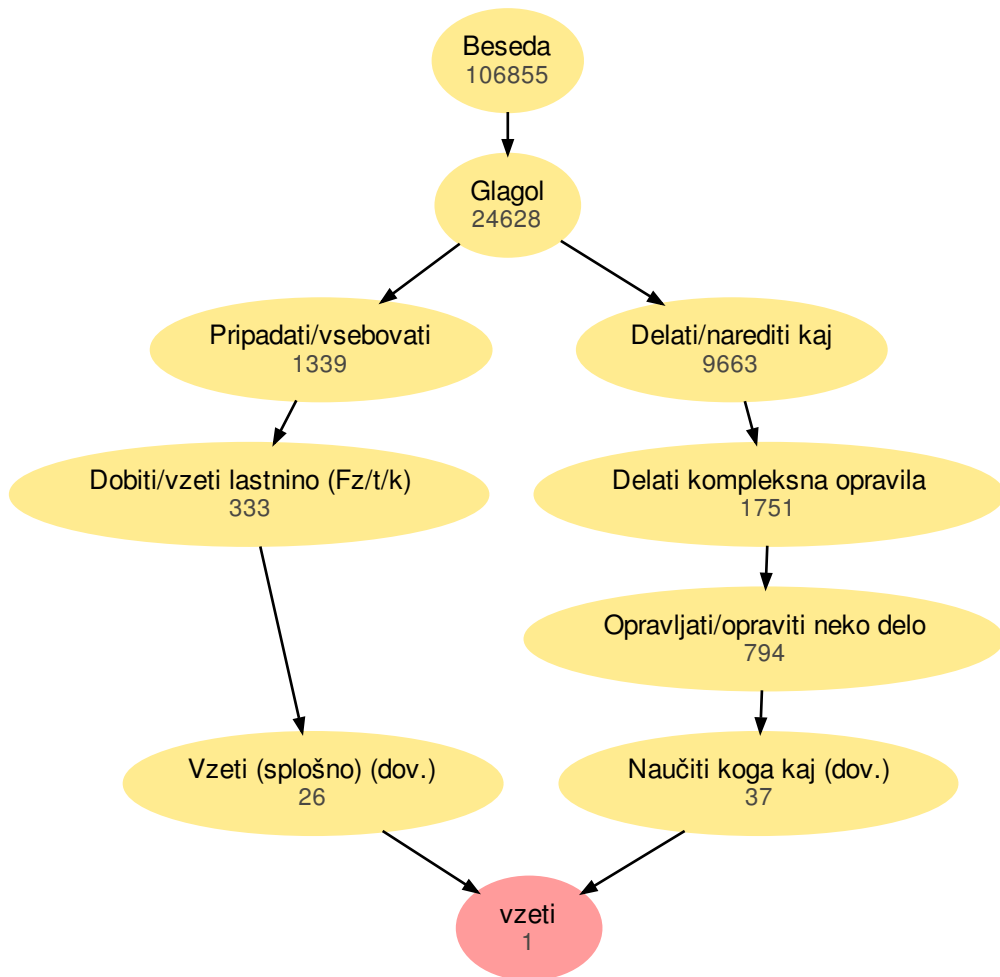 Beseda
106855
Glagol
24628
Pripadati/vsebovati
1339
Delati/narediti kaj
9663
Dobiti/vzeti lastnino (Fz/t/k)
333
Delati kompleksna opravila
1751
Opravljati/opraviti neko delo
794
Vzeti (splošno) (dov.)
26
Naučiti koga kaj (dov.)
37
vzeti
1